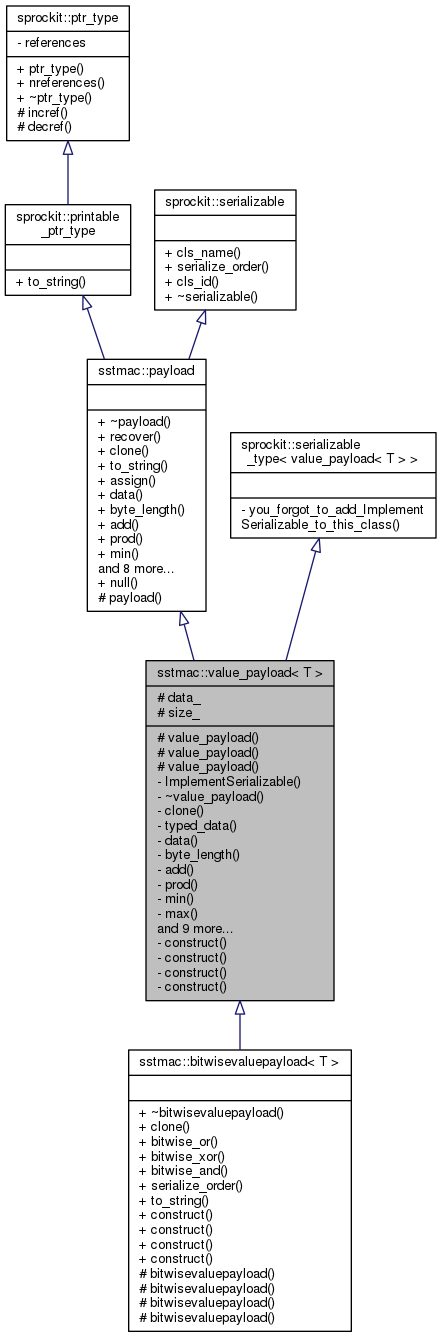 sprockit::ptr_type
- references
+ ptr_type()
+ nreferences()
+ ~ptr_type()
# incref()
# decref()
sprockit::printable
_ptr_type
+ to_string()
sprockit::serializable
+ cls_name()
+ serialize_order()
+ cls_id()
+ ~serializable()
sstmac::payload
+ ~payload()
+ recover()
+ clone()
+ to_string()
+ assign()
+ data()
+ byte_length()
+ add()
+ prod()
+ min()
and 8 more...
+ null()
# payload()
sprockit::serializable
_type< value_payload< T > >
- you_forgot_to_add_Implement
Serializable_to_this_class()
sstmac::value_payload< T >
# data_
# size_
# value_payload()
# value_payload()
# value_payload()
- ImplementSerializable()
- ~value_payload()
- clone()
- typed_data()
- data()
- byte_length()
- add()
- prod()
- min()
- max()
and 9 more...
- construct()
- construct()
- construct()
- construct()
sstmac::bitwisevaluepayload< T >
+ ~bitwisevaluepayload()
+ clone()
+ bitwise_or()
+ bitwise_xor()
+ bitwise_and()
+ serialize_order()
+ to_string()
+ construct()
+ construct()
+ construct()
+ construct()
# bitwisevaluepayload()
# bitwisevaluepayload()
# bitwisevaluepayload()
# bitwisevaluepayload()